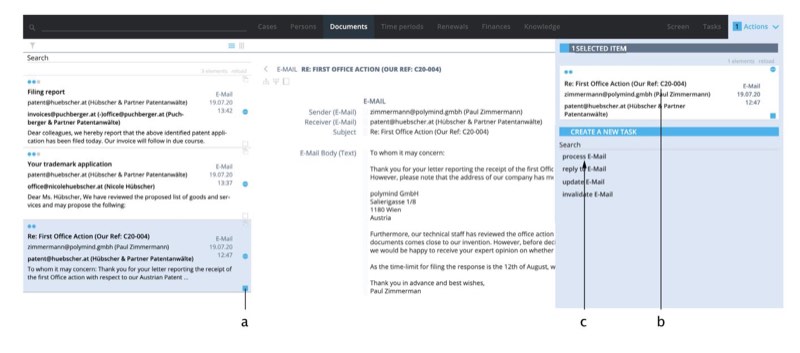 Cases Persons Documents Time periods Renewals Finances Knowledge Screen Tasks 1 Actions
Search
3 elements reload
Filing report
E-Mail
patent@huebscher.at (Hübscher & Partner Patentanwälte)
19.07.20
invoices@puchberger.at (-)office@puchberger.at (Puch-
13:42
berger & Partner Patentanwälte)
Dear colleagues, we hereby report that the above identified patent appli-
cation has been filed today. Our invoice will follow in due course.
Your trademark application
E-Mail
patent@huebscher.at (Hübscher & Partner Patentanwälte)
19.07.20
office@nicolehuebscher.at (Nicole Hübscher)
13:37
Dear Ms. Hübscher, We have reviewed the proposed list of goods and ser-
vices and may propose the follwing:
Re: First Office Action (Our Ref: C20-004)
E-Mail
zimmermann@polymind.gmbh (Paul Zimmermann)
19.07.20
patent@huebscher.at (Hübscher & Partner Patentanwälte)
12:47
To whom it may concern: Thank you for your letter reporting the receipt of
the first Office action with respect to our Austrian Patent ...
E-MAIL RE: FIRST OFFICE ACTION (OUR REF: C20-004)
E-MAIL
Sender (E-Mail) zimmermann@polymind.gmbh (Paul Zimmermann)
Receiver (E-Mail) patent@huebscher.at (Hübscher & Partner Patentanwälte)
Subject Re: First Office Action (Our Ref: C20-004)
E-Mail Body (Text) To whom it may concern:
Thank you for your letter reporting the receipt of the first Offic
However, please note that the address of our company has m
polymind GmbH
Salierigasse 1/8
1180 Wien
Austria
Furthermore, our technical staff has reviewed the office action
documents comes close to our invention. However, before deci
we would be happy to receive your expert opinion on whether
As the time-limit for filing the response is the 12th of August, w
Thank you in advance and best wishes,
Paul Zimmerman
1 SELECTED ITEM
1 elements reload
Re: First Office Action (Our Ref: C20-004)
E-Mail
zimmermann@polymind.gmbh (Paul Zimmermann)
19.07.20
patent@huebscher.at (Hübscher & Partner
12:47
Patentanwälte)
CREATE A NEW TASK
Search
process E-Mail
reply to E-Mail
update E-Mail
invalidate E-Mail
a
c
b